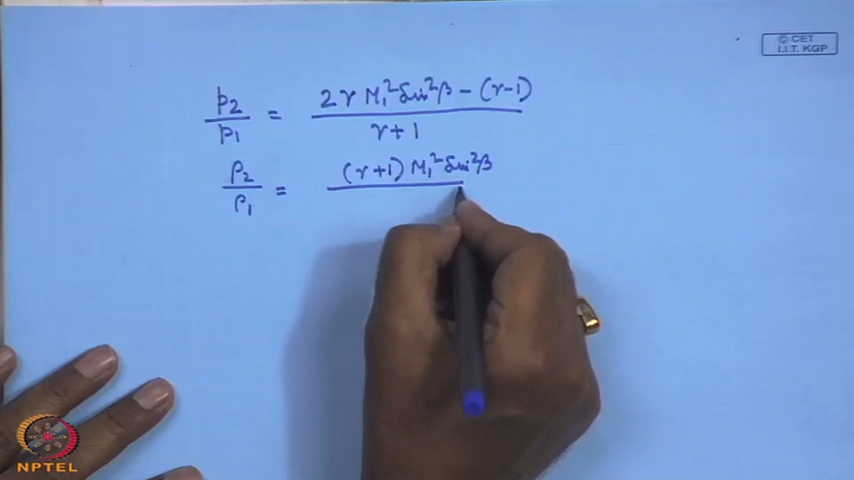 © CET
I.I.T. KGP
p₂/p₁ = (2γ M₁² sin²β − (γ−1))/(γ+1)
ρ₂/ρ₁ = (γ+1) M₁² sin²β
NPTEL